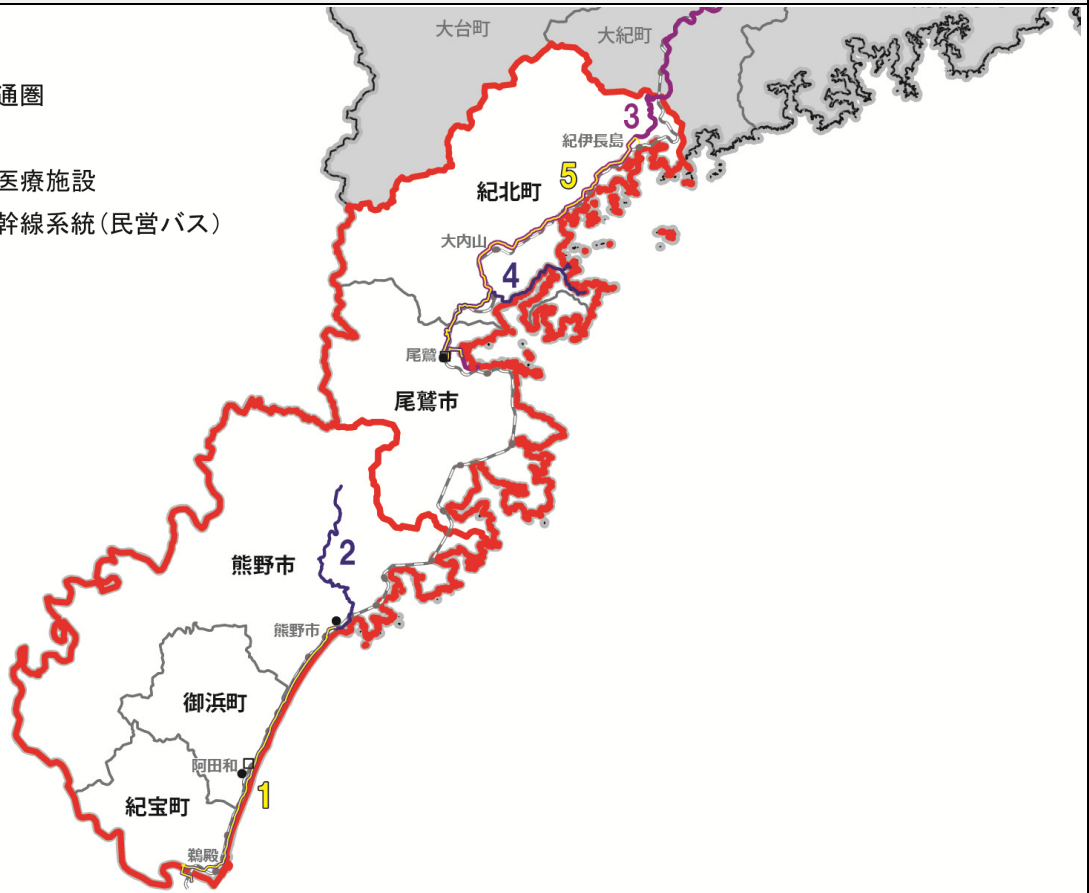 大台町
大紀町
通圏
3
紀伊長島
5
医療施設
紀北町
幹線系統（民営バス）
大内山
4
尾鷲
尾鷲市
2
熊野市
熊野市
御浜町
阿田和
1
紀宝町
鵜殿